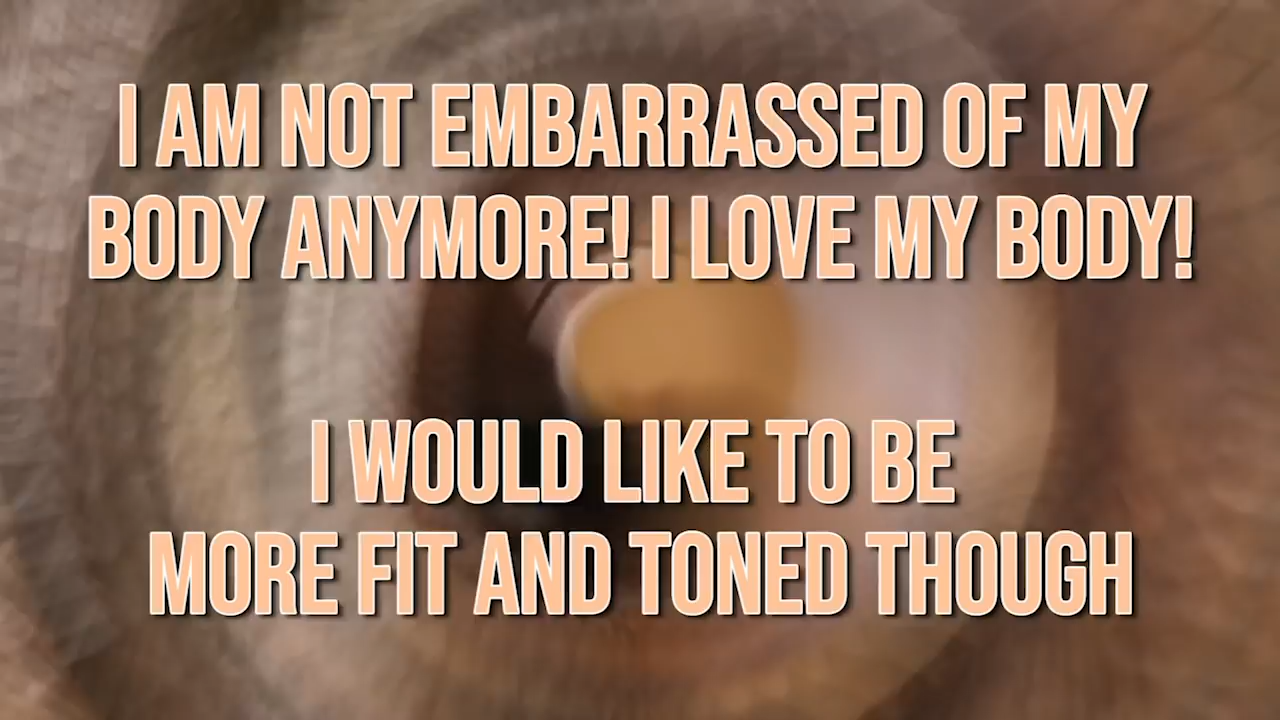 I AM NOT EMBARRASSED OF MY
BODY ANYMORE! I LOVE MY BODY!
I WOULD LIKE TO BE
MORE FIT AND TONED THOUGH